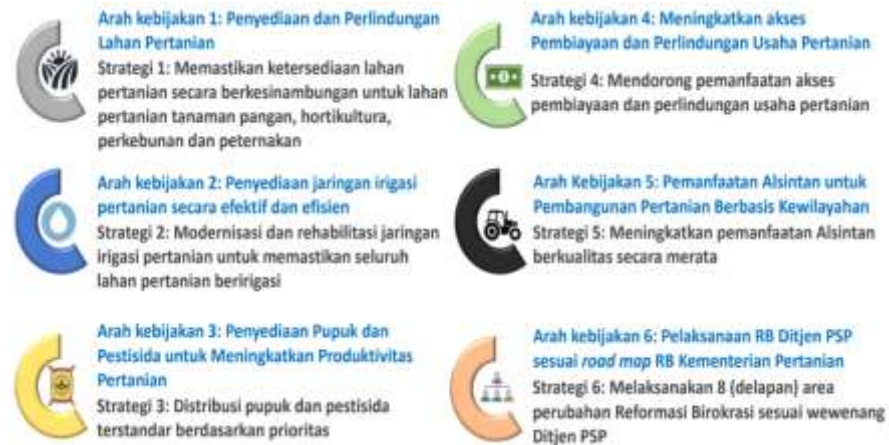 Arah kebijakan 1: Penyediaan dan Perlindungan
Lahan Pertanian
Strategi 1: Memastikan ketersediaan lahan
pertanian secara berkesinambungan untuk lahan
pertanian tanaman pangan, hortikultura,
perkebunan dan peternakan
Arah kebijakan 2: Penyediaan jaringan irigasi
pertanian secara efektif dan efisien
Strategi 2: Modernisasi dan rehabilitasi jaringan
irigasi pertanian untuk memastikan seluruh
lahan pertanian beririgasi
Arah kebijakan 3: Penyediaan Pupuk dan
Pestisida untuk Meningkatkan Produktivitas
Pertanian
Strategi 3: Distribusi pupuk dan pestisida
terstandar berdasarkan prioritas
Arah kebijakan 4: Meningkatkan akses
Pembiayaan dan Perlindungan Usaha Pertanian
Strategi 4: Mendorong pemanfaatan akses
pembiayaan dan perlindungan usaha pertanian
Arah Kebijakan 5: Pemanfaatan Alsintan untuk
Pembangunan Pertanian Berbasis Kewilayahan
Strategi 5: Meningkatkan pemanfaatan Alsintan
berkualitas secara merata
Arah kebijakan 6: Pelaksanaan RB Ditjen PSP
sesuai road map RB Kementerian Pertanian
Strategi 6: Melaksanakan 8 (delapan) area
perubahan Reformasi Birokrasi sesuai wewenang
Ditjen PSP